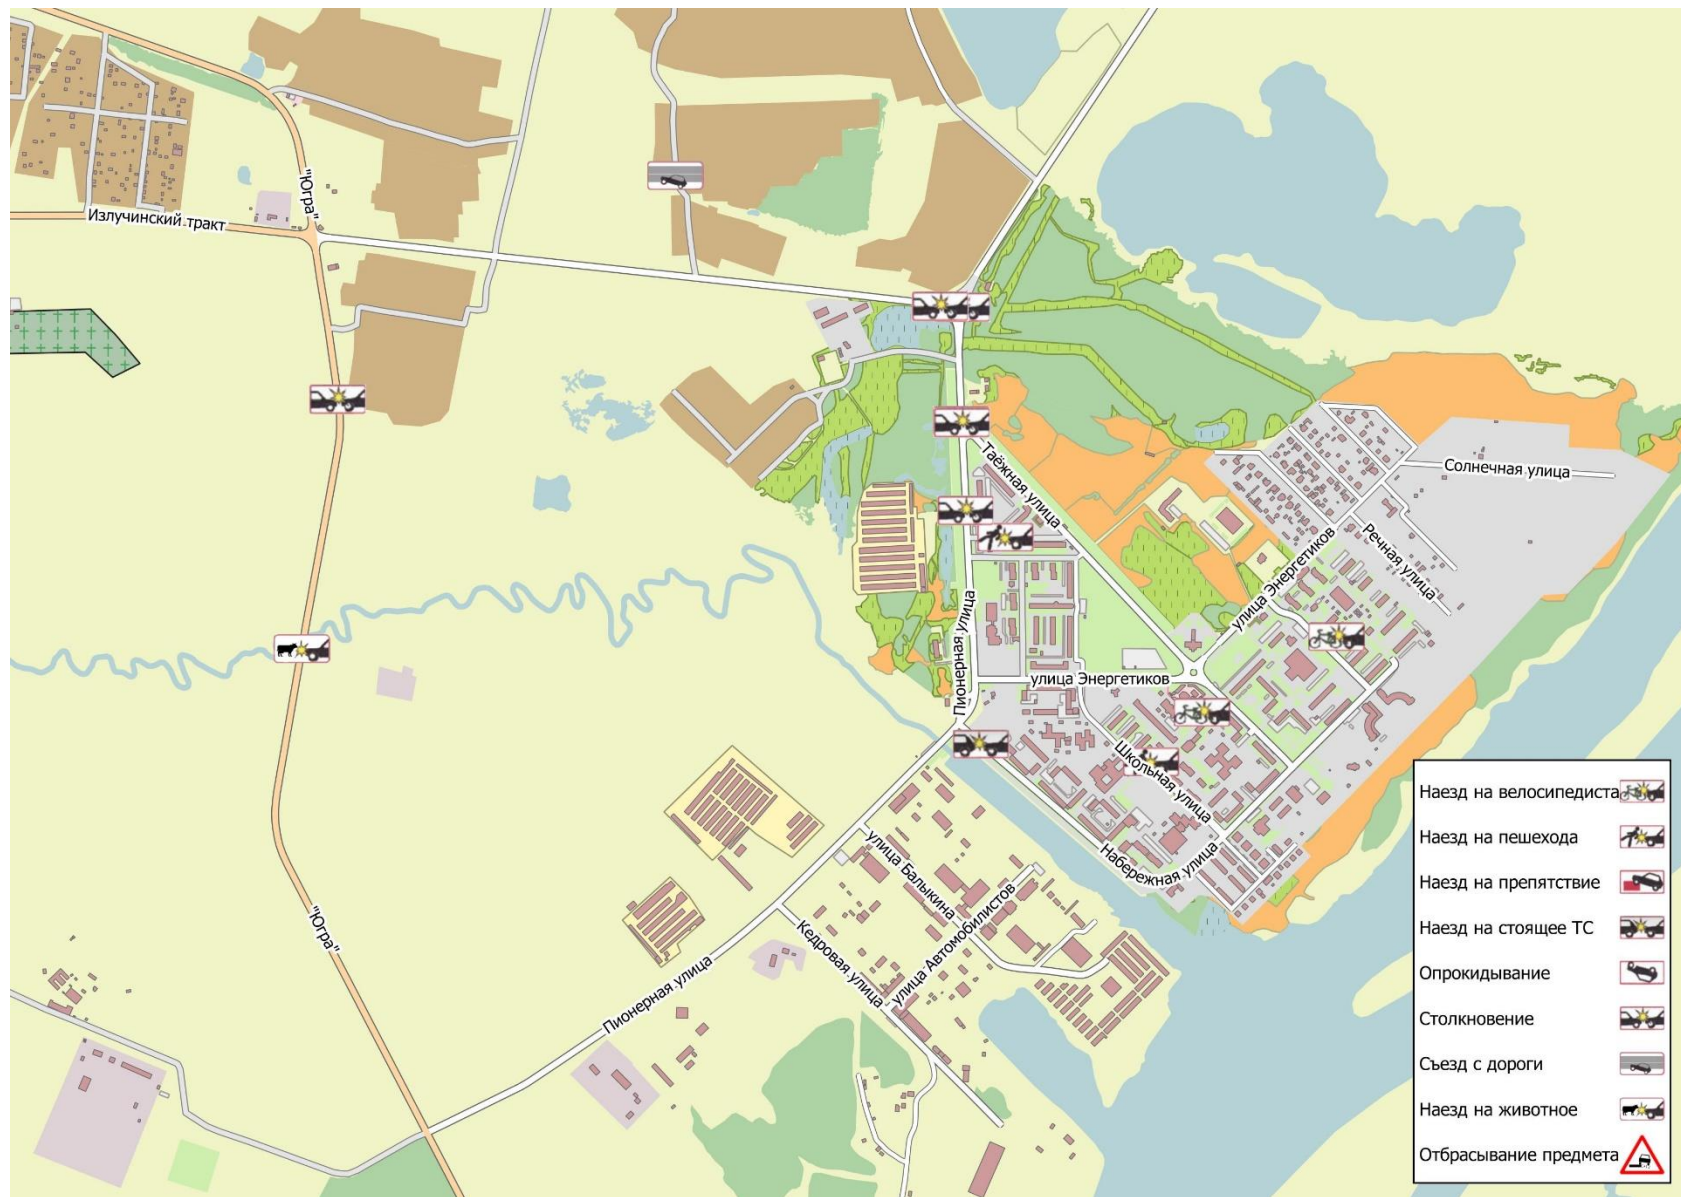 "Югра"
Излучинский тракт
Таёжная улица
Солнечная улица
Речная улица
улица Энергетиков
Пионерная улица
улица Энергетиков
Школьная улица
Набережная улица
улица Балыкина
улица Автомобилистов
Кедровая улица
"Югра"
Пионерная улица
Наезд на велосипедиста
Наезд на пешехода
Наезд на препятствие
Наезд на стоящее ТС
Опрокидывание
Столкновение
Съезд с дороги
Наезд на животное
Отбрасывание предмета